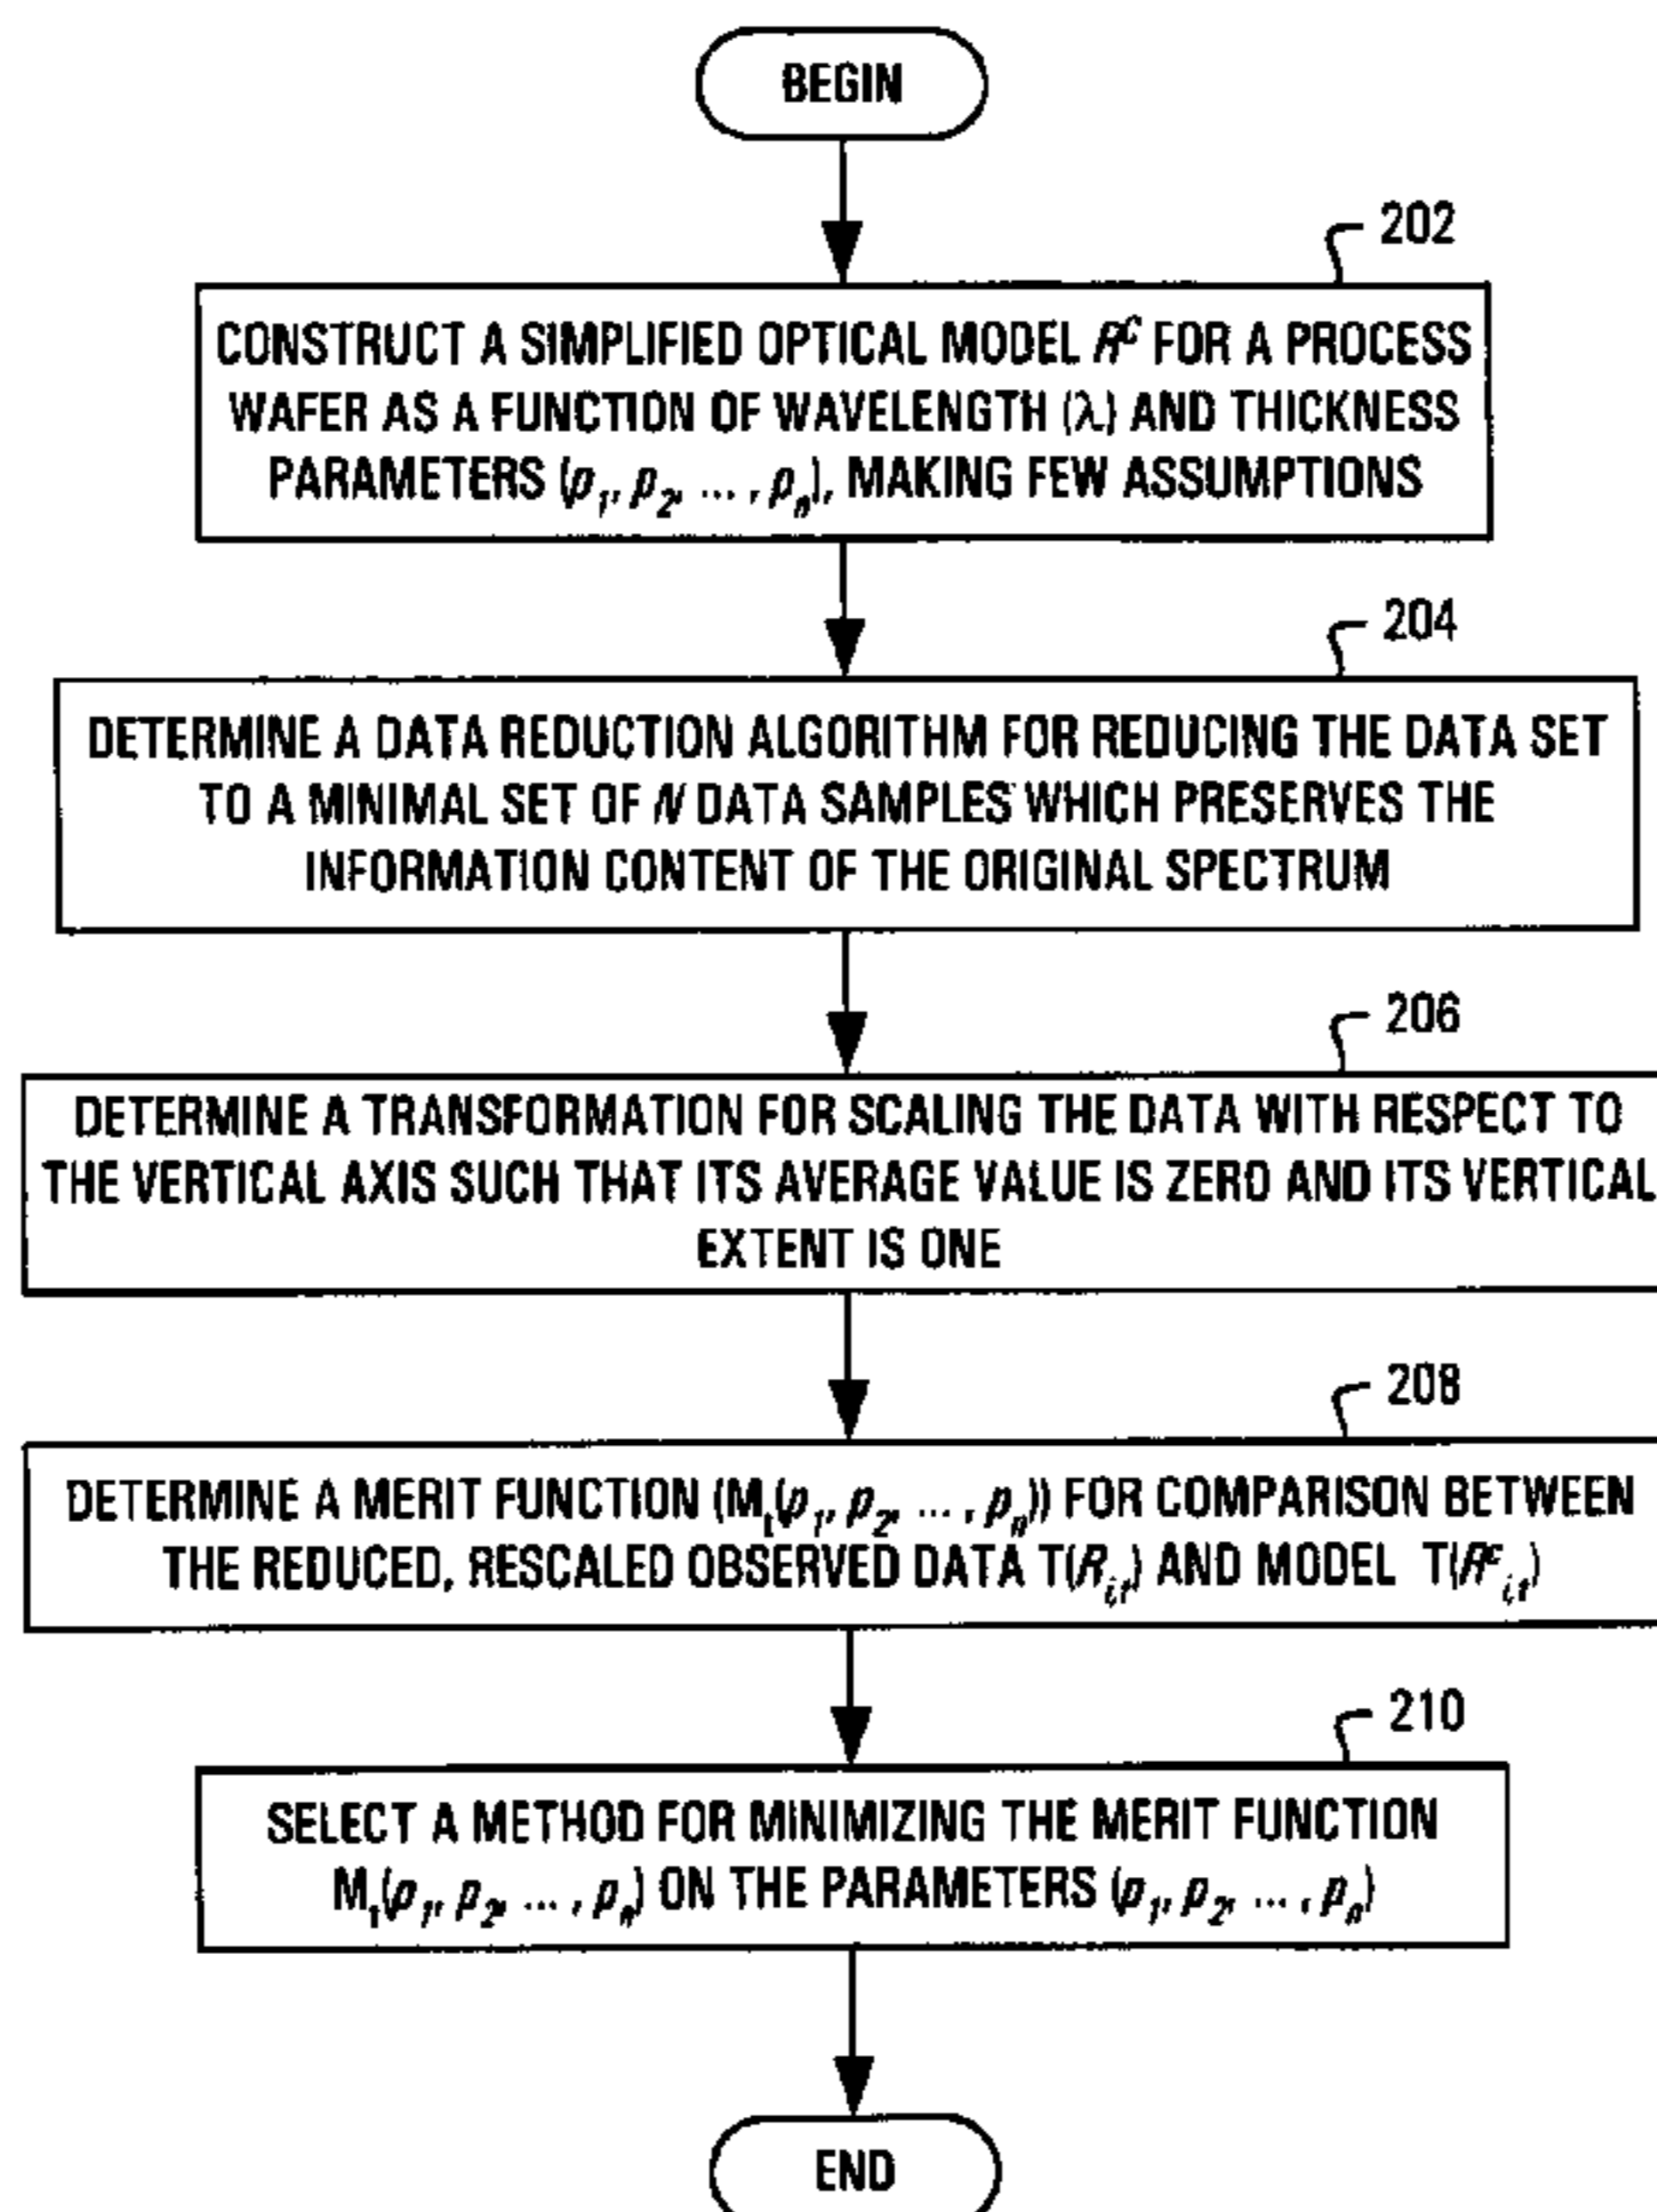 BEGIN
202
CONSTRUCT A SIMPLIFIED OPTICAL MODEL Rᶜ FOR A PROCESS
WAFER AS A FUNCTION OF WAVELENGTH (λ) AND THICKNESS
PARAMETERS (p₁, p₂, ... , pₙ), MAKING FEW ASSUMPTIONS
204
DETERMINE A DATA REDUCTION ALGORITHM FOR REDUCING THE DATA SET
TO A MINIMAL SET OF N DATA SAMPLES WHICH PRESERVES THE
INFORMATION CONTENT OF THE ORIGINAL SPECTRUM
206
DETERMINE A TRANSFORMATION FOR SCALING THE DATA WITH RESPECT TO
THE VERTICAL AXIS SUCH THAT ITS AVERAGE VALUE IS ZERO AND ITS VERTICAL
EXTENT IS ONE
208
DETERMINE A MERIT FUNCTION (Mₜ(p₁, p₂, ... , pₙ)) FOR COMPARISON BETWEEN
THE REDUCED, RESCALED OBSERVED DATA T(Rᵢ,ₜ) AND MODEL T(Rᶜᵢ,ₜ)
210
SELECT A METHOD FOR MINIMIZING THE MERIT FUNCTION
Mₜ(p₁, p₂, ... , pₙ) ON THE PARAMETERS (p₁, p₂, ... , pₙ)
END